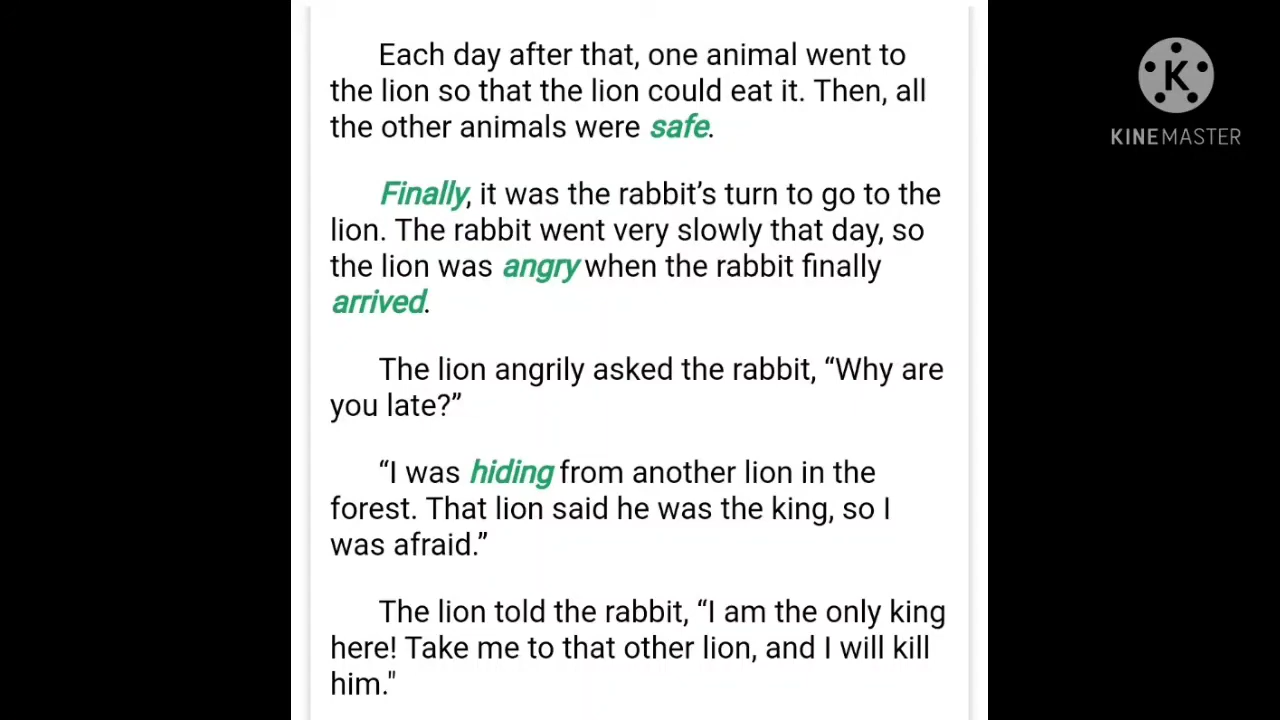 Each day after that, one animal went to
the lion so that the lion could eat it. Then, all
the other animals were safe.
Finally, it was the rabbit’s turn to go to the
lion. The rabbit went very slowly that day, so
the lion was angry when the rabbit finally
arrived.
The lion angrily asked the rabbit, “Why are
you late?”
“I was hiding from another lion in the
forest. That lion said he was the king, so I
was afraid.”
The lion told the rabbit, “I am the only king
here! Take me to that other lion, and I will kill
him."
K
KINEMASTER